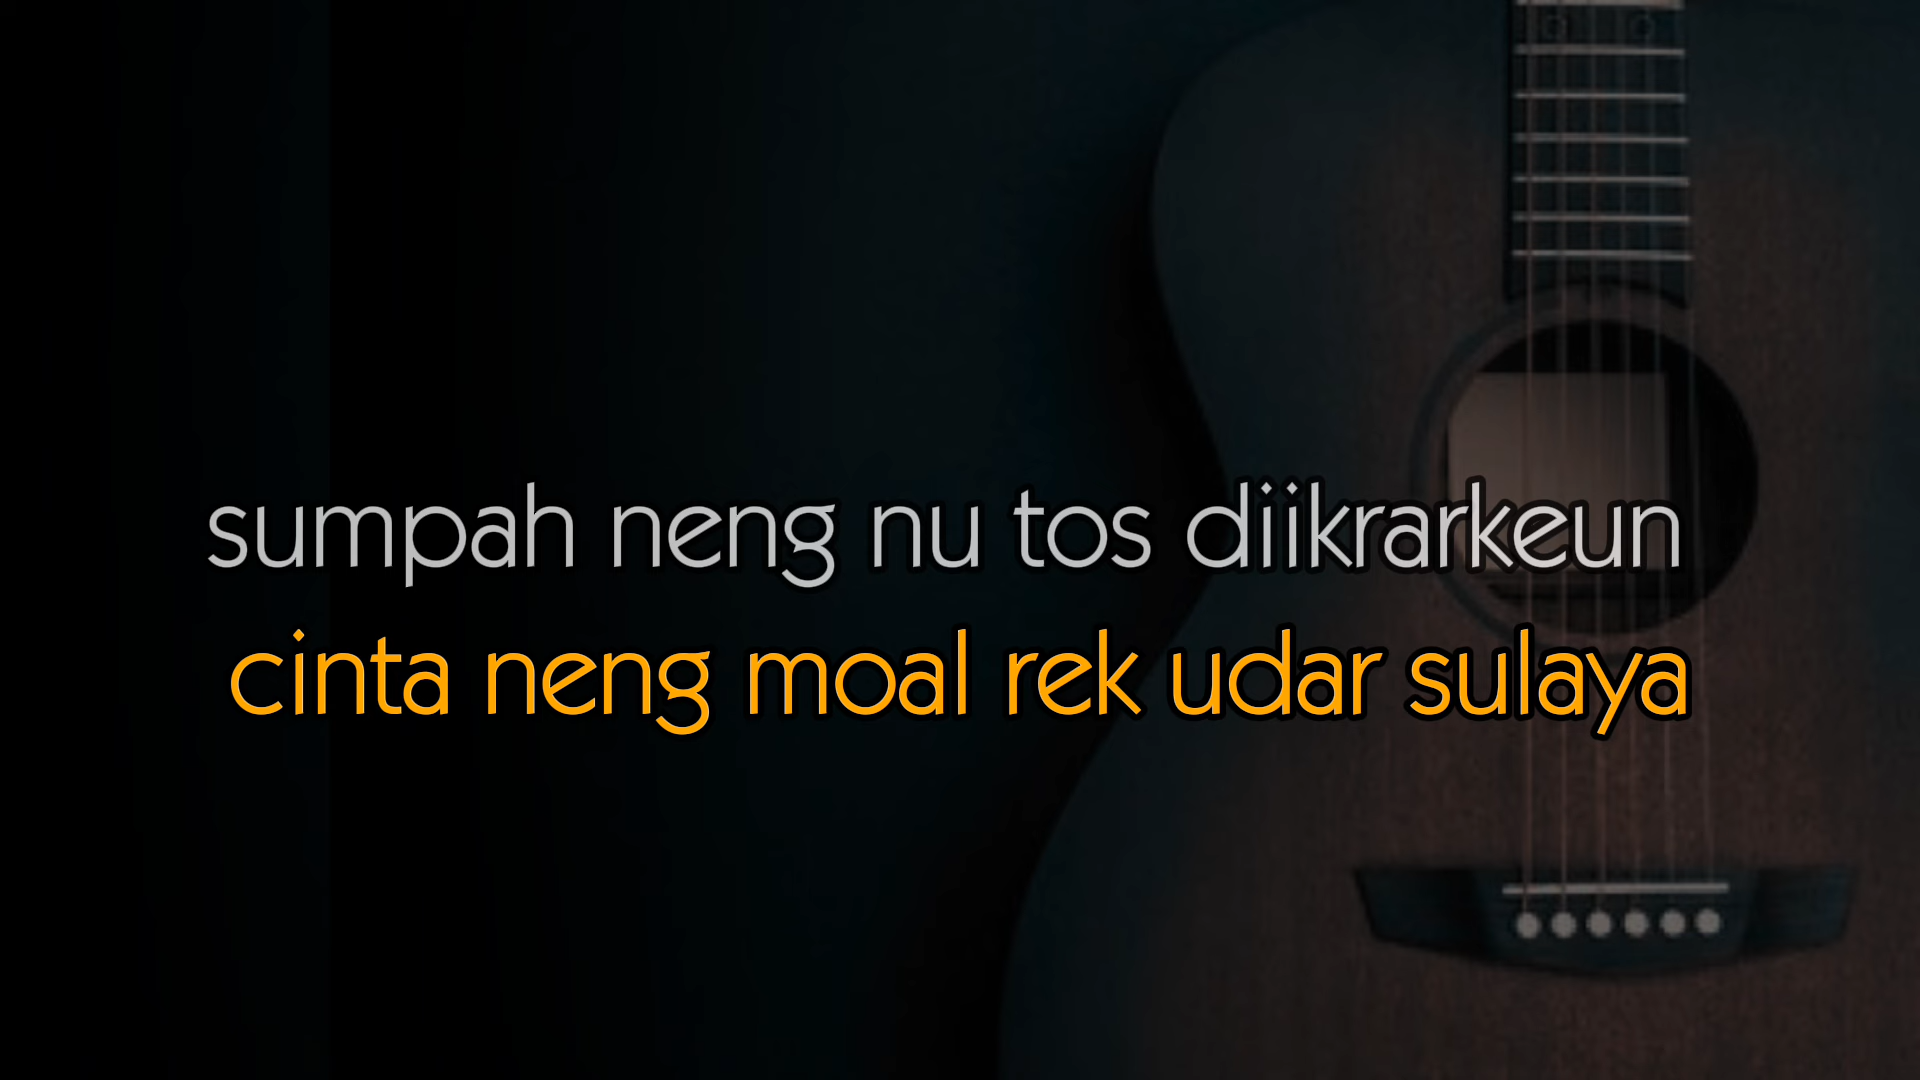 sumpah neng nu tos diikrarkeun
cinta neng moal rek udar sulaya